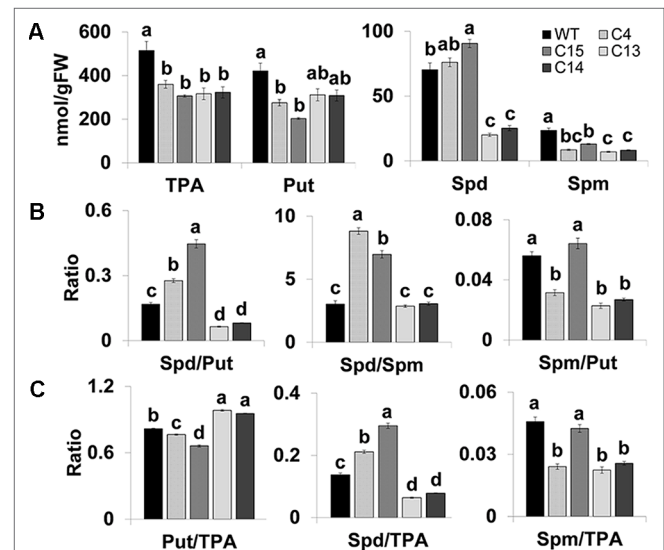 A
nmol/gFW
600
400
200
0
a
b
b
b
b
a
b
b
ab
ab
TPA
Put
100
50
0
b
ab
a
c
c
a
bc
b
c
c
Spd
Spm
WT
C4
C15
C13
C14
B
Ratio
0.6
0.3
0
c
b
a
d
d
Spd/Put
10
5
0
c
a
b
c
c
Spd/Spm
0.08
0.04
0
a
b
a
b
b
Spm/Put
C
Ratio
1.2
0.6
0
b
c
d
a
a
Put/TPA
0.4
0.2
0
c
b
a
d
d
Spd/TPA
0.06
0.03
0
a
b
a
b
b
Spm/TPA